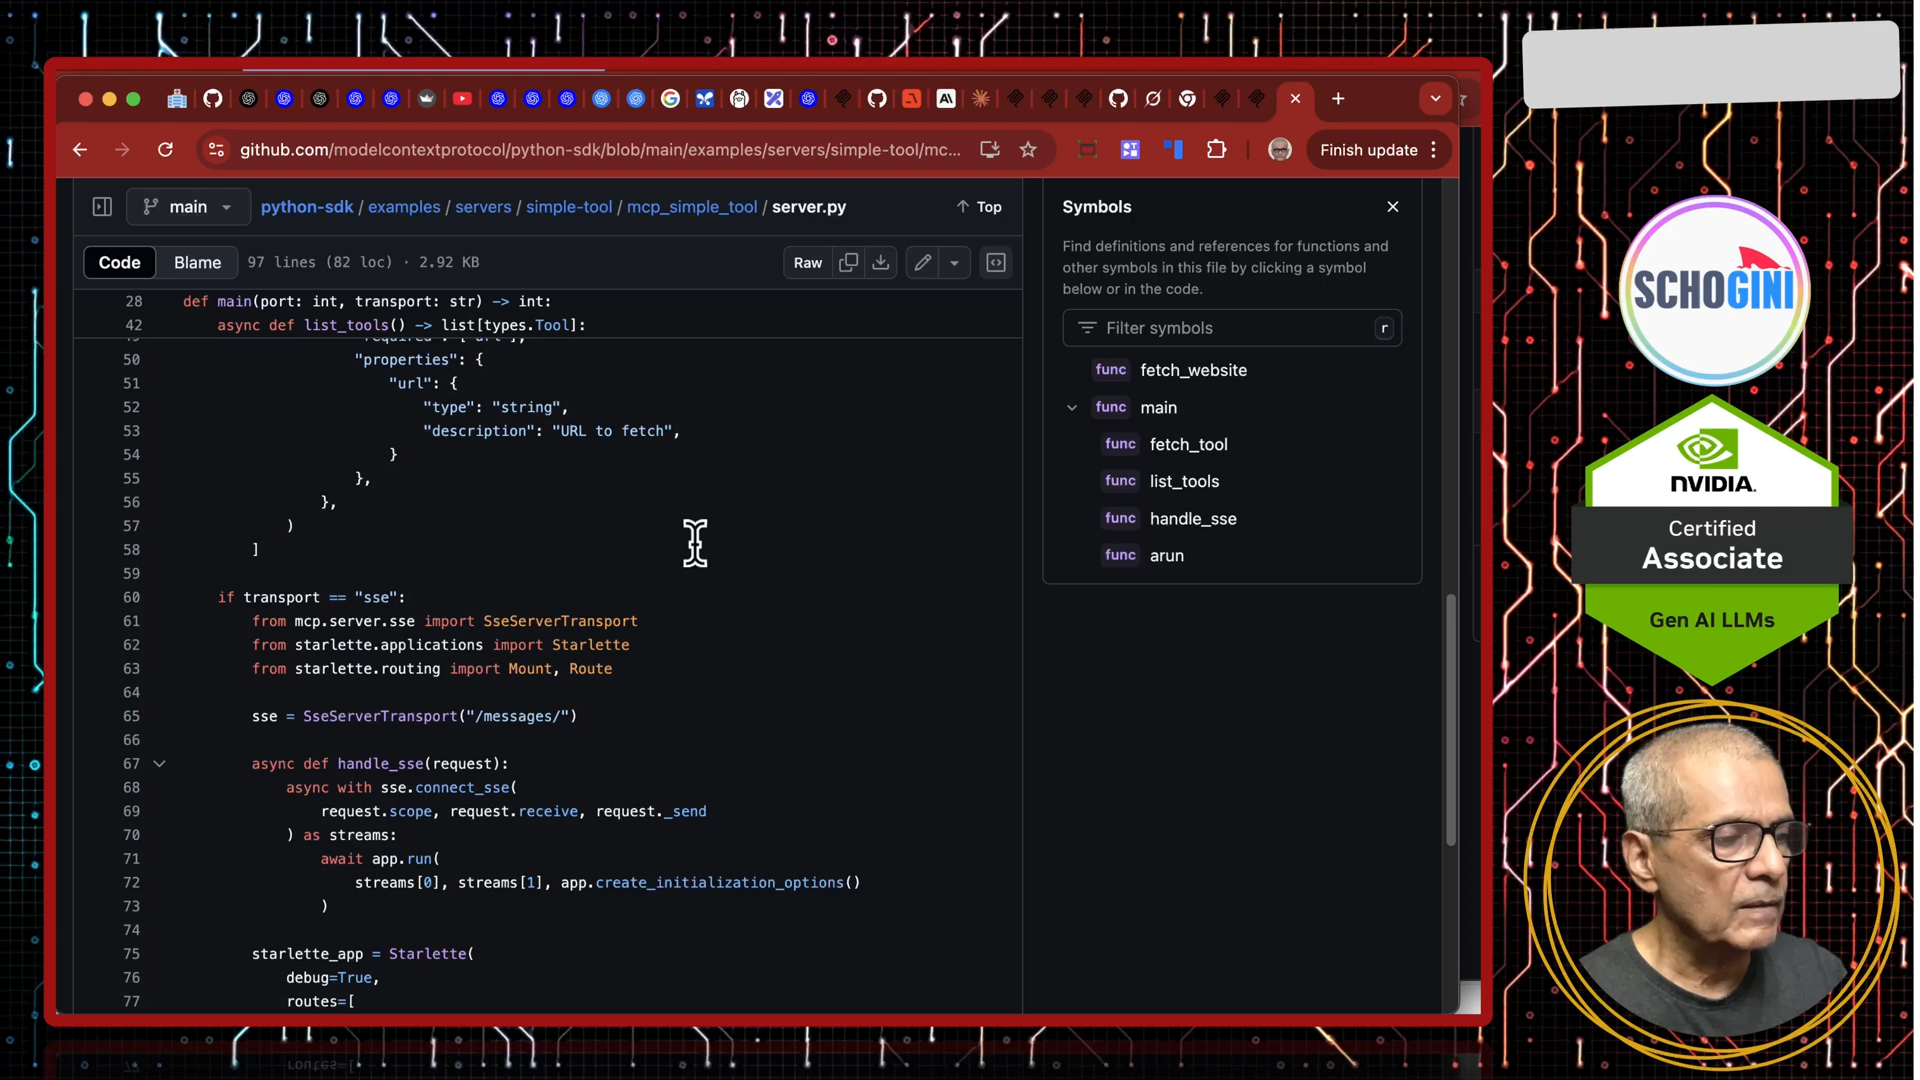 github.com/modelcontextprotocol/python-sdk/blob/main/examples/servers/simple-tool/mc...
Finish update
main
python-sdk / examples / servers / simple-tool / mcp_simple_tool / server.py
Top
Code
Blame
97 lines (82 loc) · 2.92 KB
Raw
28 def main(port: int, transport: str) -> int:
42 async def list_tools() -> list[types.Tool]:
50 "properties": {
51 "url": {
52 "type": "string",
53 "description": "URL to fetch",
54 }
55 },
56 },
57 )
58 ]
59
60 if transport == "sse":
61 from mcp.server.sse import SseServerTransport
62 from starlette.applications import Starlette
63 from starlette.routing import Mount, Route
64
65 sse = SseServerTransport("/messages/")
66
67 async def handle_sse(request):
68 async with sse.connect_sse(
69 request.scope, request.receive, request._send
70 ) as streams:
71 await app.run(
72 streams[0], streams[1], app.create_initialization_options()
73 )
74
75 starlette_app = Starlette(
76 debug=True,
77 routes=[
Symbols
Find definitions and references for functions and
other symbols in this file by clicking a symbol
below or in the code.
Filter symbols
r
func fetch_website
func main
func fetch_tool
func list_tools
func handle_sse
func arun
SCHOGINI
NVIDIA.
Certified
Associate
Gen AI LLMs